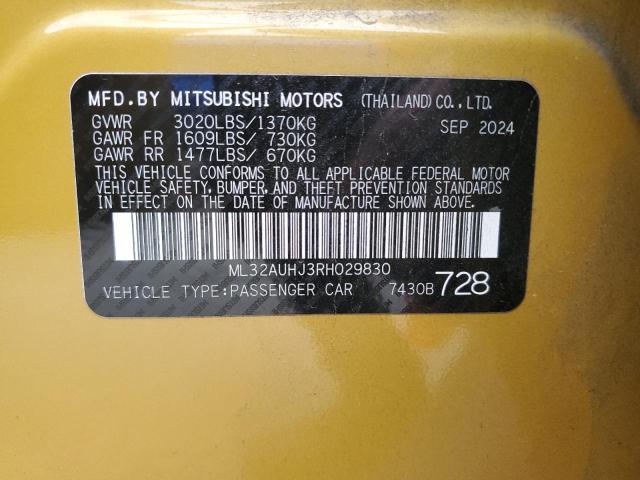 MFD.BY MITSUBISHI MOTORS (THAILAND)CO.,LTD.
GVWR 3020LBS/1370KG SEP 2024
GAWR FR 1609LBS/ 730KG
GAWR RR 1477LBS/ 670KG
THIS VEHICLE CONFORMS TO ALL APPLICABLE FEDERAL MOTOR
VEHICLE SAFETY, BUMPER, AND THEFT PREVENTION STANDARDS
IN EFFECT ON THE DATE OF MANUFACTURE SHOWN ABOVE.
ML32AUHJ3RH029830
VEHICLE TYPE:PASSENGER CAR 7430B 728